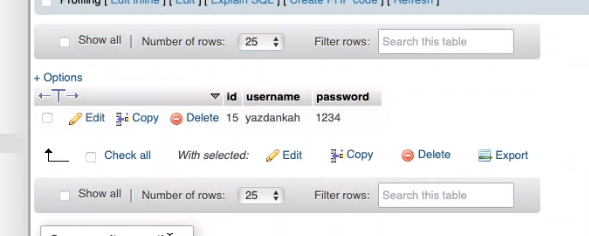 Profiling [ Edit inline ] [ Edit ] [ Explain SQL ] [ Create PHP code ] [ Refresh ]
Show all | Number of rows: 25 Filter rows: Search this table
+ Options
id username password
Edit Copy Delete 15 yazdankah 1234
Check all With selected: Edit Copy Delete Export
Show all | Number of rows: 25 Filter rows: Search this table